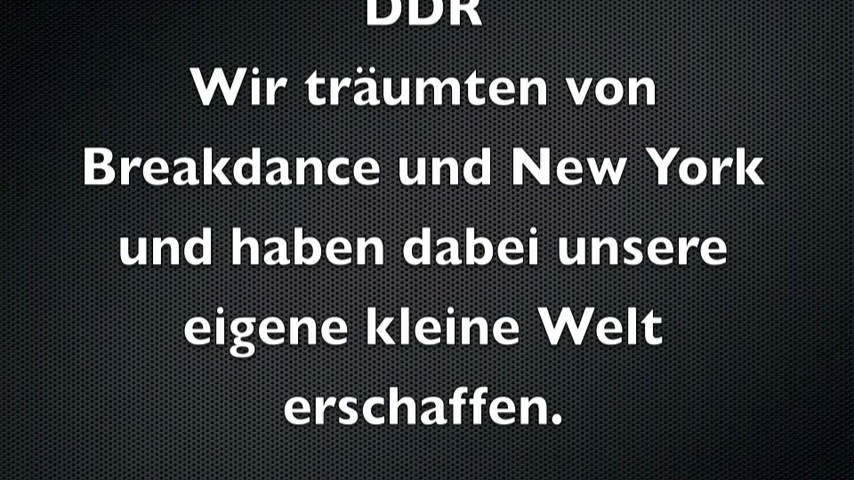 DDR
Wir träumten von
Breakdance und New York
und haben dabei unsere
eigene kleine Welt
erschaffen.